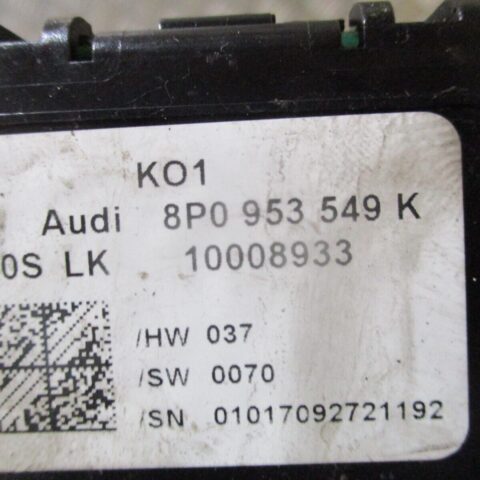 KO1
Audi 8P0 953 549 K
0S LK 10008933
/HW 037
/SW 0070
/SN 01017092721192